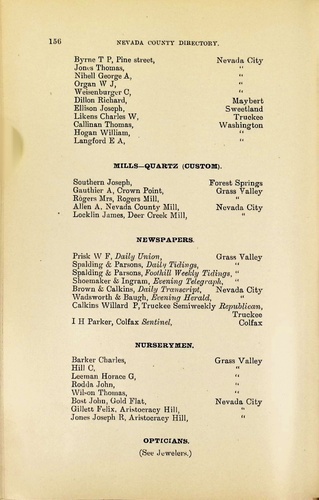 156 NEVADA COUNTY DIRECTORY.
Byrne T P, Pine street, Nevada City
Jones Thomas, "
Nihell George A, "
Organ W J, "
Weisenburger C, "
Dillon Richard, Maybert
Ellison Joseph, Sweetland
Likens Charles W, Truckee
Callinan Thomas, Washington
Hogan William, "
Langford E A, "
MILLS—QUARTZ (CUSTOM).
Southern Joseph, Forest Springs
Gauthier A, Crown Point, Grass Valley
Rogers Mrs, Rogers Mill, "
Allen A, Nevada County Mill, Nevada City
Locklin James, Deer Creek Mill, "
NEWSPAPERS.
Prisk W F, Daily Union, Grass Valley
Spalding & Parsons, Daily Tidings, "
Spalding & Parsons, Foothill Weekly Tidings, "
Shoemaker & Ingram, Evening Telegraph, "
Brown & Calkins, Daily Transcript, Nevada City
Wadsworth & Baugh, Evening Herald, "
Calkins Willard P, Truckee Semiweekly Republican,
Truckee
I H Parker, Colfax Sentinel, Colfax
NURSERYMEN.
Barker Charles, Grass Valley
Hill C, "
Leeman Horace G, "
Rodda John, "
Wil-on Thomas, "
Bost John, Gold Flat, Nevada City
Gillett Felix, Aristocracy Hill, "
Jones Joseph R, Aristocracy Hill, "
OPTICIANS.
(See Jewelers.)